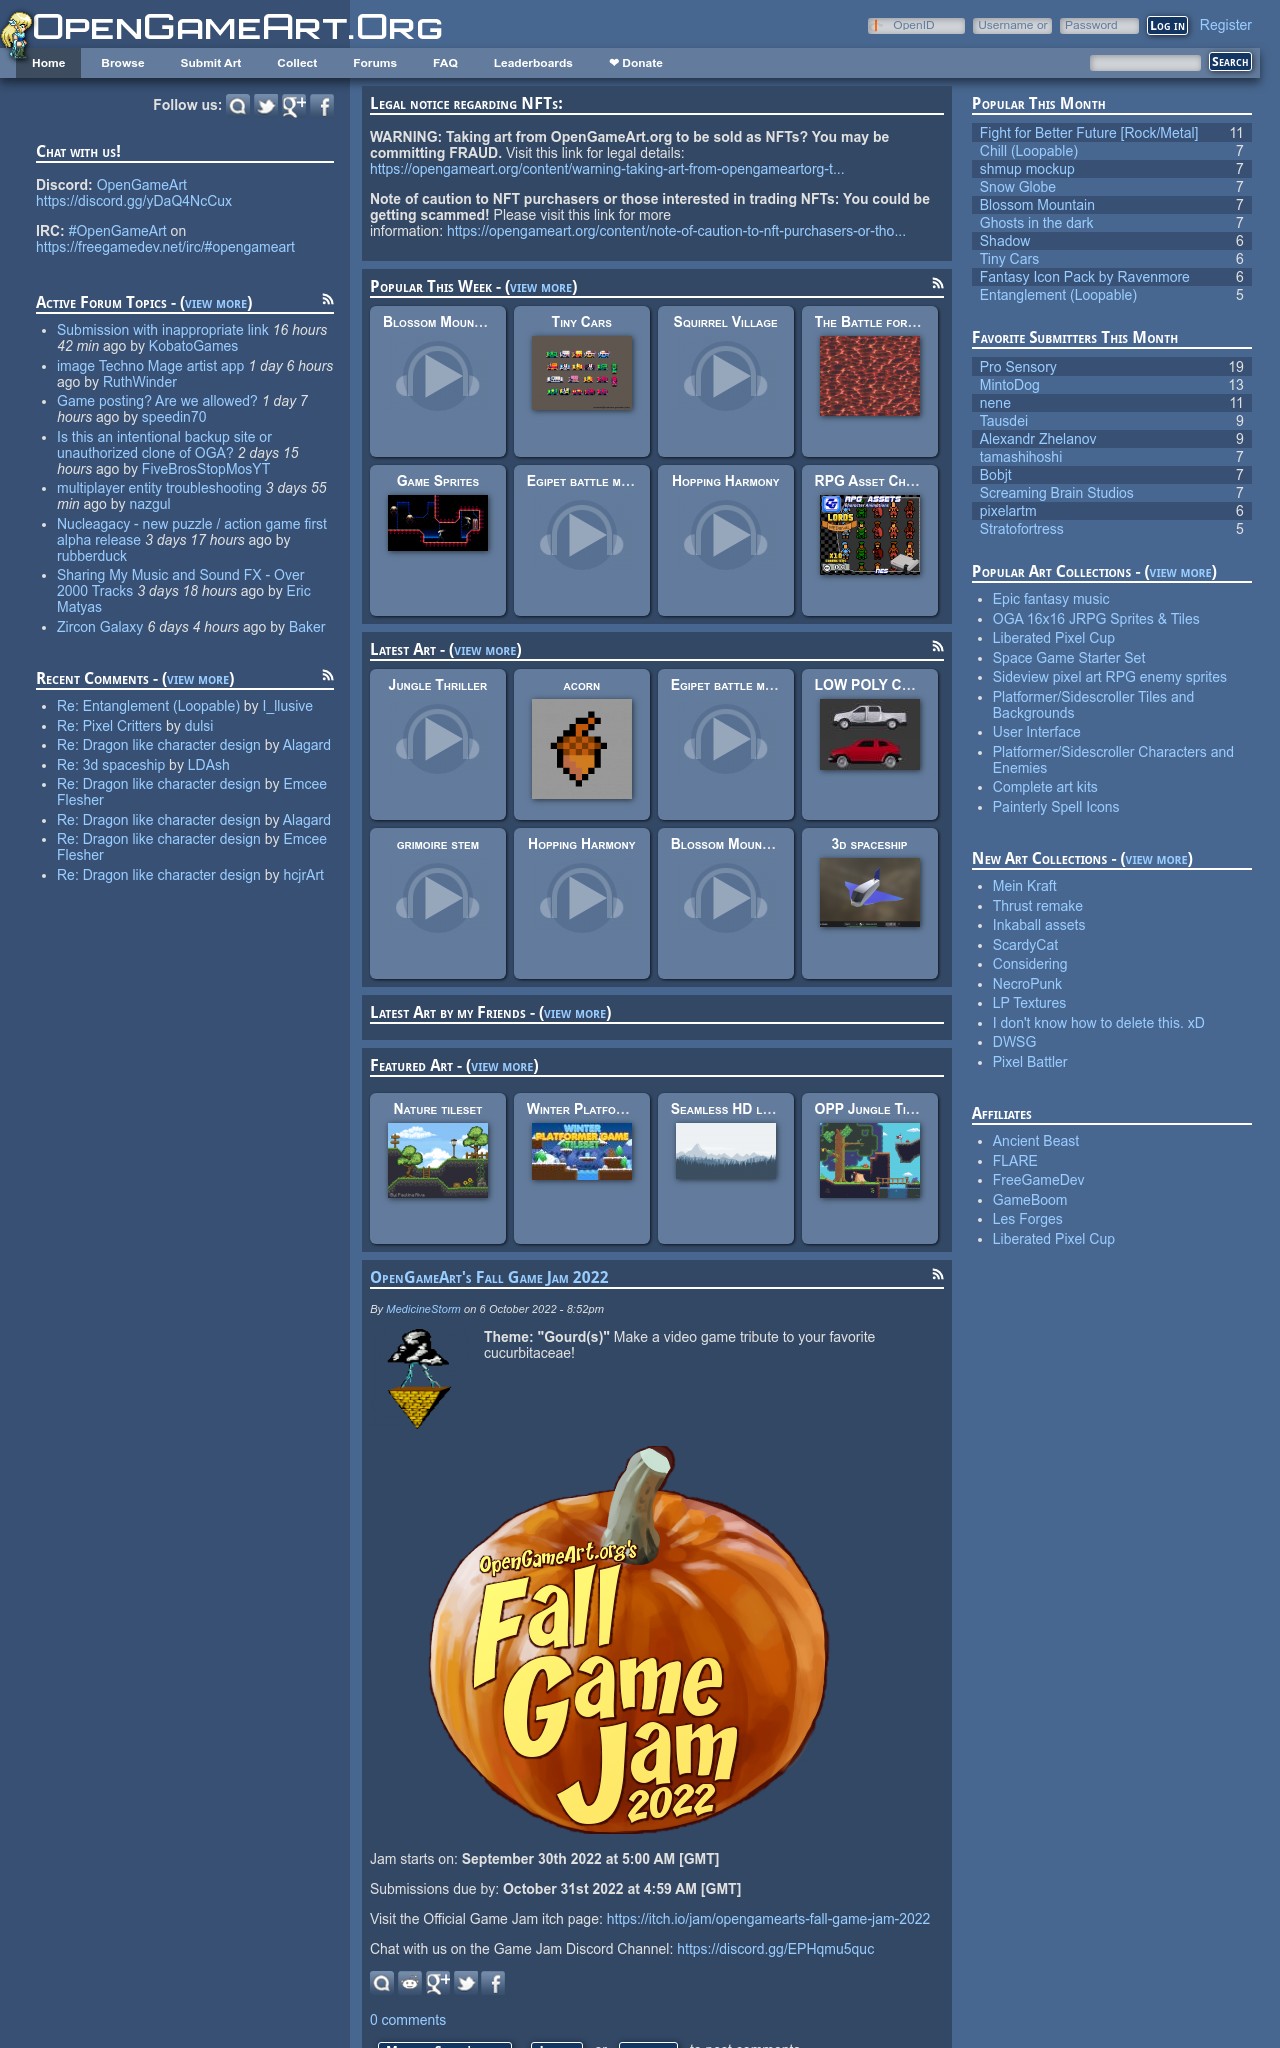 OpenGameArt.Org
OpenID
Username or
Password
Log in
Register
Home
Browse
Submit Art
Collect
Forums
FAQ
Leaderboards
❤ Donate
Search
Follow us:
Chat with us!
Discord: OpenGameArt
https://discord.gg/yDaQ4NcCux
IRC: #OpenGameArt on
https://freegamedev.net/irc/#opengameart
Active Forum Topics - (view more)
Submission with inappropriate link 16 hours
42 min ago by KobatoGames
image Techno Mage artist app 1 day 6 hours
ago by RuthWinder
Game posting? Are we allowed? 1 day 7
hours ago by speedin70
Is this an intentional backup site or
unauthorized clone of OGA? 2 days 15
hours ago by FiveBrosStopMosYT
multiplayer entity troubleshooting 3 days 55
min ago by nazgul
Nucleagacy - new puzzle / action game first
alpha release 3 days 17 hours ago by
rubberduck
Sharing My Music and Sound FX - Over
2000 Tracks 3 days 18 hours ago by Eric
Matyas
Zircon Galaxy 6 days 4 hours ago by Baker
Recent Comments - (view more)
Re: Entanglement (Loopable) by I_llusive
Re: Pixel Critters by dulsi
Re: Dragon like character design by Alagard
Re: 3d spaceship by LDAsh
Re: Dragon like character design by Emcee
Flesher
Re: Dragon like character design by Alagard
Re: Dragon like character design by Emcee
Flesher
Re: Dragon like character design by hcjrArt
Legal notice regarding NFTs:
WARNING: Taking art from OpenGameArt.org to be sold as NFTs? You may be
committing FRAUD. Visit this link for legal details:
https://opengameart.org/content/warning-taking-art-from-opengameartorg-t...
Note of caution to NFT purchasers or those interested in trading NFTs: You could be
getting scammed! Please visit this link for more
information: https://opengameart.org/content/note-of-caution-to-nft-purchasers-or-tho...
Popular This Week - (view more)
Blossom Moun...
Tiny Cars
Squirrel Village
The Battle for...
Game Sprites
Egipet battle m...
Hopping Harmony
RPG Asset Ch...
RPG ASSETS
LORDS
NES
Latest Art - (view more)
Jungle Thriller
acorn
Egipet battle m...
LOW POLY C...
grimoire stem
Hopping Harmony
Blossom Moun...
3d spaceship
Latest Art by my Friends - (view more)
Featured Art - (view more)
Nature tileset
Winter Platfo...
WINTER
PLATFORMER GAME
TILESET
Seamless HD l...
OPP Jungle Ti...
OpenGameArt's Fall Game Jam 2022
By MedicineStorm on 6 October 2022 - 8:52pm
Theme: "Gourd(s)" Make a video game tribute to your favorite
cucurbitaceae!
OpenGameArt.org's
Fall
Game
Jam
2022
Jam starts on: September 30th 2022 at 5:00 AM [GMT]
Submissions due by: October 31st 2022 at 4:59 AM [GMT]
Visit the Official Game Jam itch page: https://itch.io/jam/opengamearts-fall-game-jam-2022
Chat with us on the Game Jam Discord Channel: https://discord.gg/EPHqmu5quc
0 comments
Popular This Month
Fight for Better Future [Rock/Metal] 11
Chill (Loopable) 7
shmup mockup 7
Snow Globe 7
Blossom Mountain 7
Ghosts in the dark 7
Shadow 6
Tiny Cars 6
Fantasy Icon Pack by Ravenmore 6
Entanglement (Loopable) 5
Favorite Submitters This Month
Pro Sensory 19
MintoDog 13
nene 11
Tausdei 9
Alexandr Zhelanov 9
tamashihoshi 7
Bobjt 7
Screaming Brain Studios 7
pixelartm 6
Stratofortress 5
Popular Art Collections - (view more)
Epic fantasy music
OGA 16x16 JRPG Sprites & Tiles
Liberated Pixel Cup
Space Game Starter Set
Sideview pixel art RPG enemy sprites
Platformer/Sidescroller Tiles and
Backgrounds
User Interface
Platformer/Sidescroller Characters and
Enemies
Complete art kits
Painterly Spell Icons
New Art Collections - (view more)
Mein Kraft
Thrust remake
Inkaball assets
ScardyCat
Considering
NecroPunk
LP Textures
I don't know how to delete this. xD
DWSG
Pixel Battler
Affiliates
Ancient Beast
FLARE
FreeGameDev
GameBoom
Les Forges
Liberated Pixel Cup